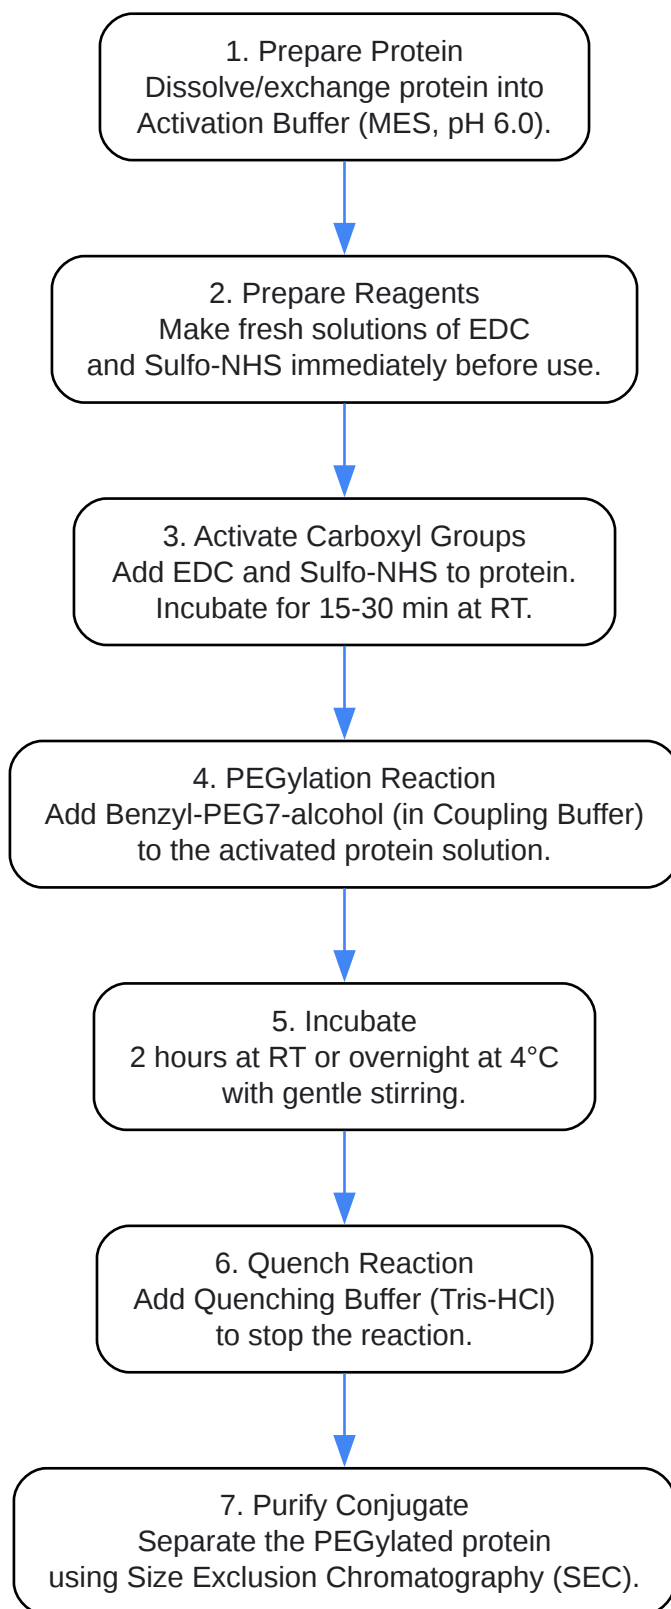 1. Prepare Protein
Dissolve/exchange protein into
Activation Buffer (MES, pH 6.0).
2. Prepare Reagents
Make fresh solutions of EDC
and Sulfo-NHS immediately before use.
3. Activate Carboxyl Groups
Add EDC and Sulfo-NHS to protein.
Incubate for 15-30 min at RT.
4. PEGylation Reaction
Add Benzyl-PEG7-alcohol (in Coupling Buffer)
to the activated protein solution.
5. Incubate
2 hours at RT or overnight at 4°C
with gentle stirring.
6. Quench Reaction
Add Quenching Buffer (Tris-HCl)
to stop the reaction.
7. Purify Conjugate
Separate the PEGylated protein
using Size Exclusion Chromatography (SEC).